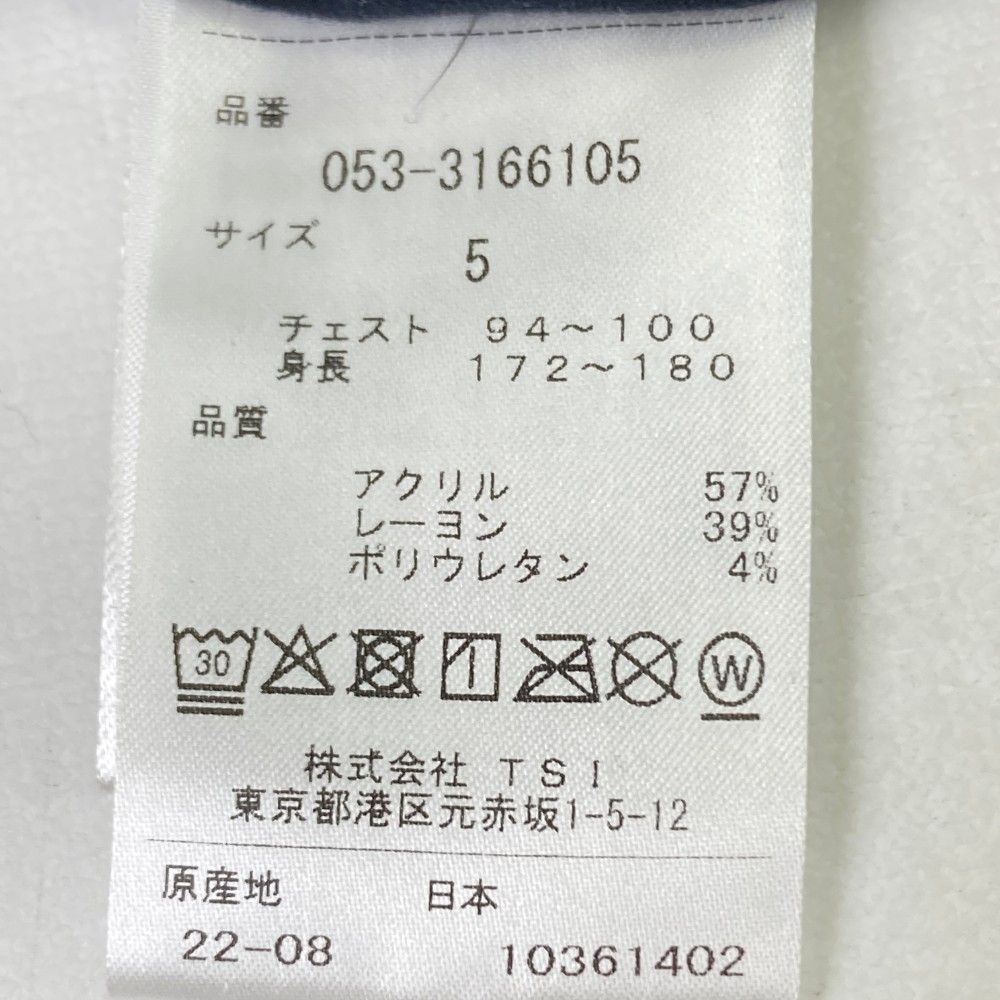 品番
053-3166105
サイズ
5
チェスト 94～100
身長 172～180
品質
アクリル 57%
レーヨン 39%
ポリウレタン 4%
30 W
株式会社 TSI
東京都港区元赤坂1-5-12
原産地 日本
22-08 10361402